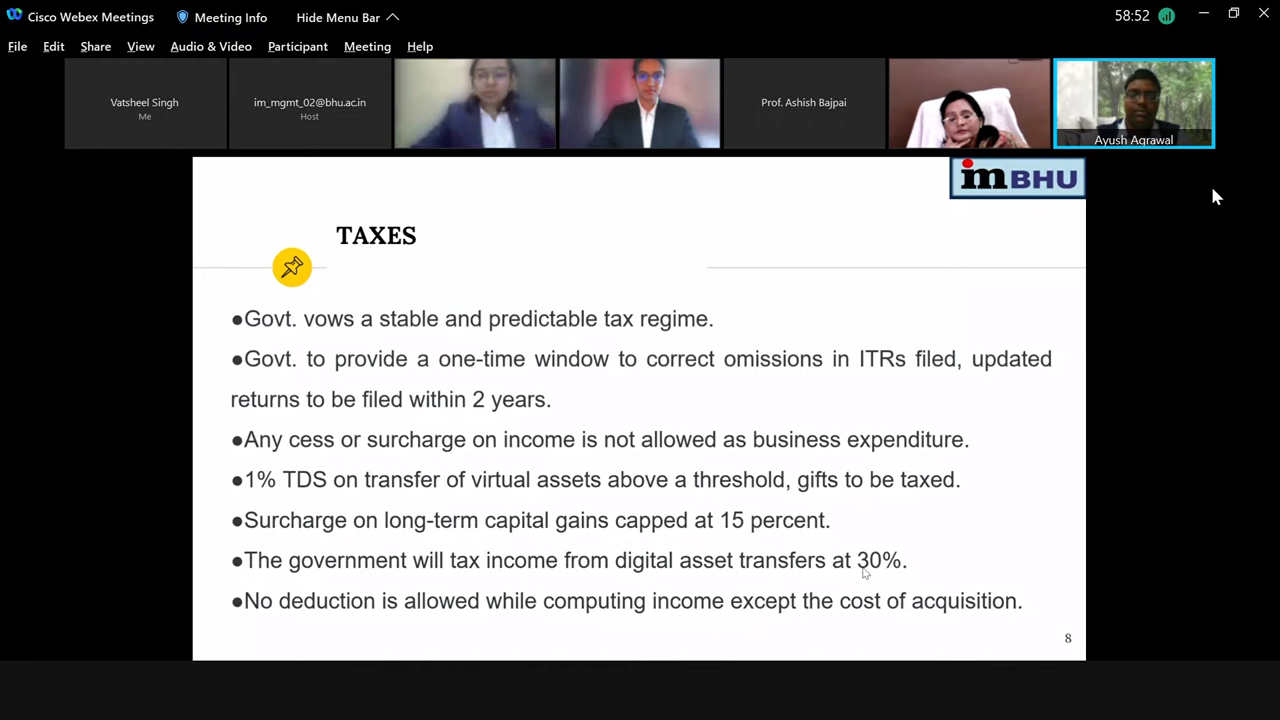 Cisco Webex Meetings
Meeting Info
Hide Menu Bar
58:52
File Edit Share View Audio & Video Participant Meeting Help
Vatsheel Singh
Me
im_mgmt_02@bhu.ac.in
Host
Prof. Ashish Bajpai
Ayush Agrawal
im BHU
TAXES
●Govt. vows a stable and predictable tax regime.
●Govt. to provide a one-time window to correct omissions in ITRs filed, updated
returns to be filed within 2 years.
●Any cess or surcharge on income is not allowed as business expenditure.
●1% TDS on transfer of virtual assets above a threshold, gifts to be taxed.
●Surcharge on long-term capital gains capped at 15 percent.
●The government will tax income from digital asset transfers at 30%.
●No deduction is allowed while computing income except the cost of acquisition.
8